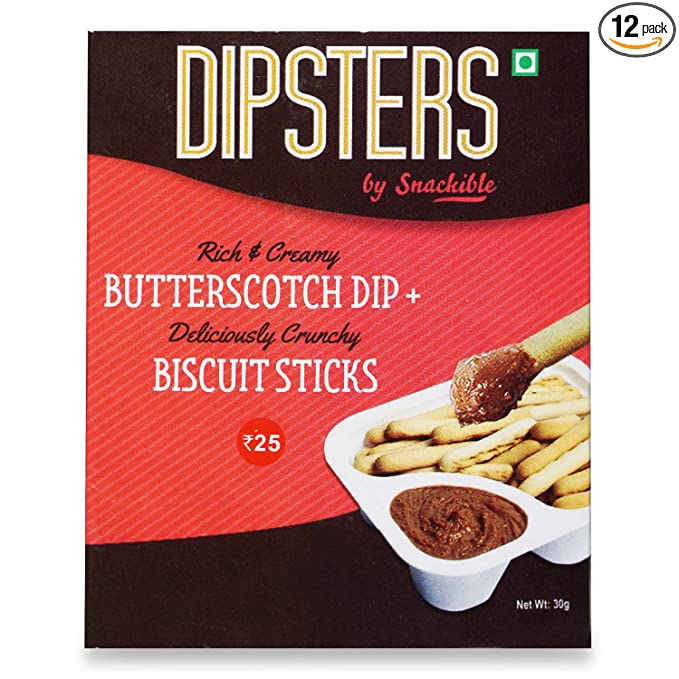 12
pack
DIPSTERS
by Snackible
Rich & Creamy
BUTTERSCOTCH DIP +
Deliciously Crunchy
BISCUIT STICKS
₹25
Net Wt: 30g